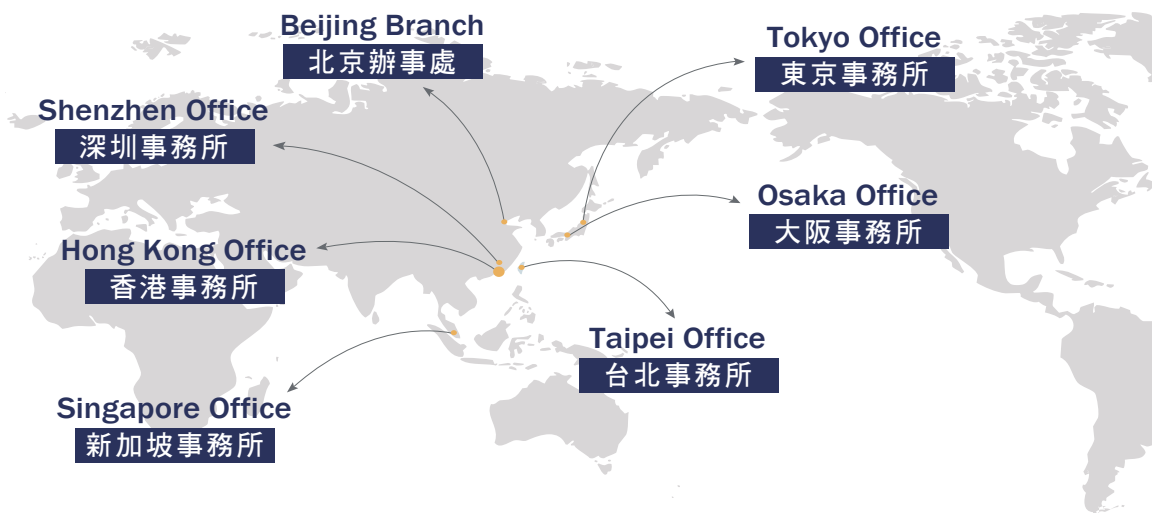 Beijing Branch
北京辦事處
Tokyo Office
東京事務所
Shenzhen Office
深圳事務所
Osaka Office
大阪事務所
Hong Kong Office
香港事務所
Taipei Office
台北事務所
Singapore Office
新加坡事務所